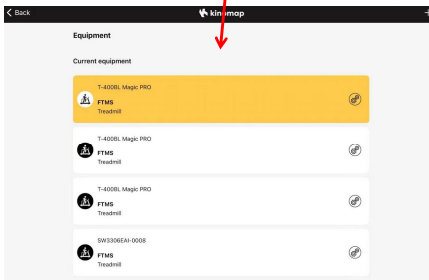 Back
kinomap
Equipment
Current equipment
T-400BL Magic PRO
FTMS
Treadmill
T-400BL Magic PRO
FTMS
Treadmill
T-400BL Magic PRO
FTMS
Treadmill
SW3306EAI-0008
FTMS
Treadmill